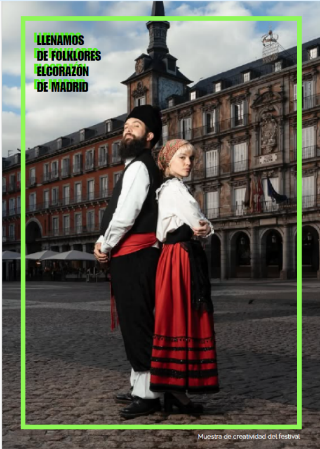 LLENAMOS
DE FOLKLORES
ELCORAZÓN
DE MADRID
Muestra de creatividad del festival